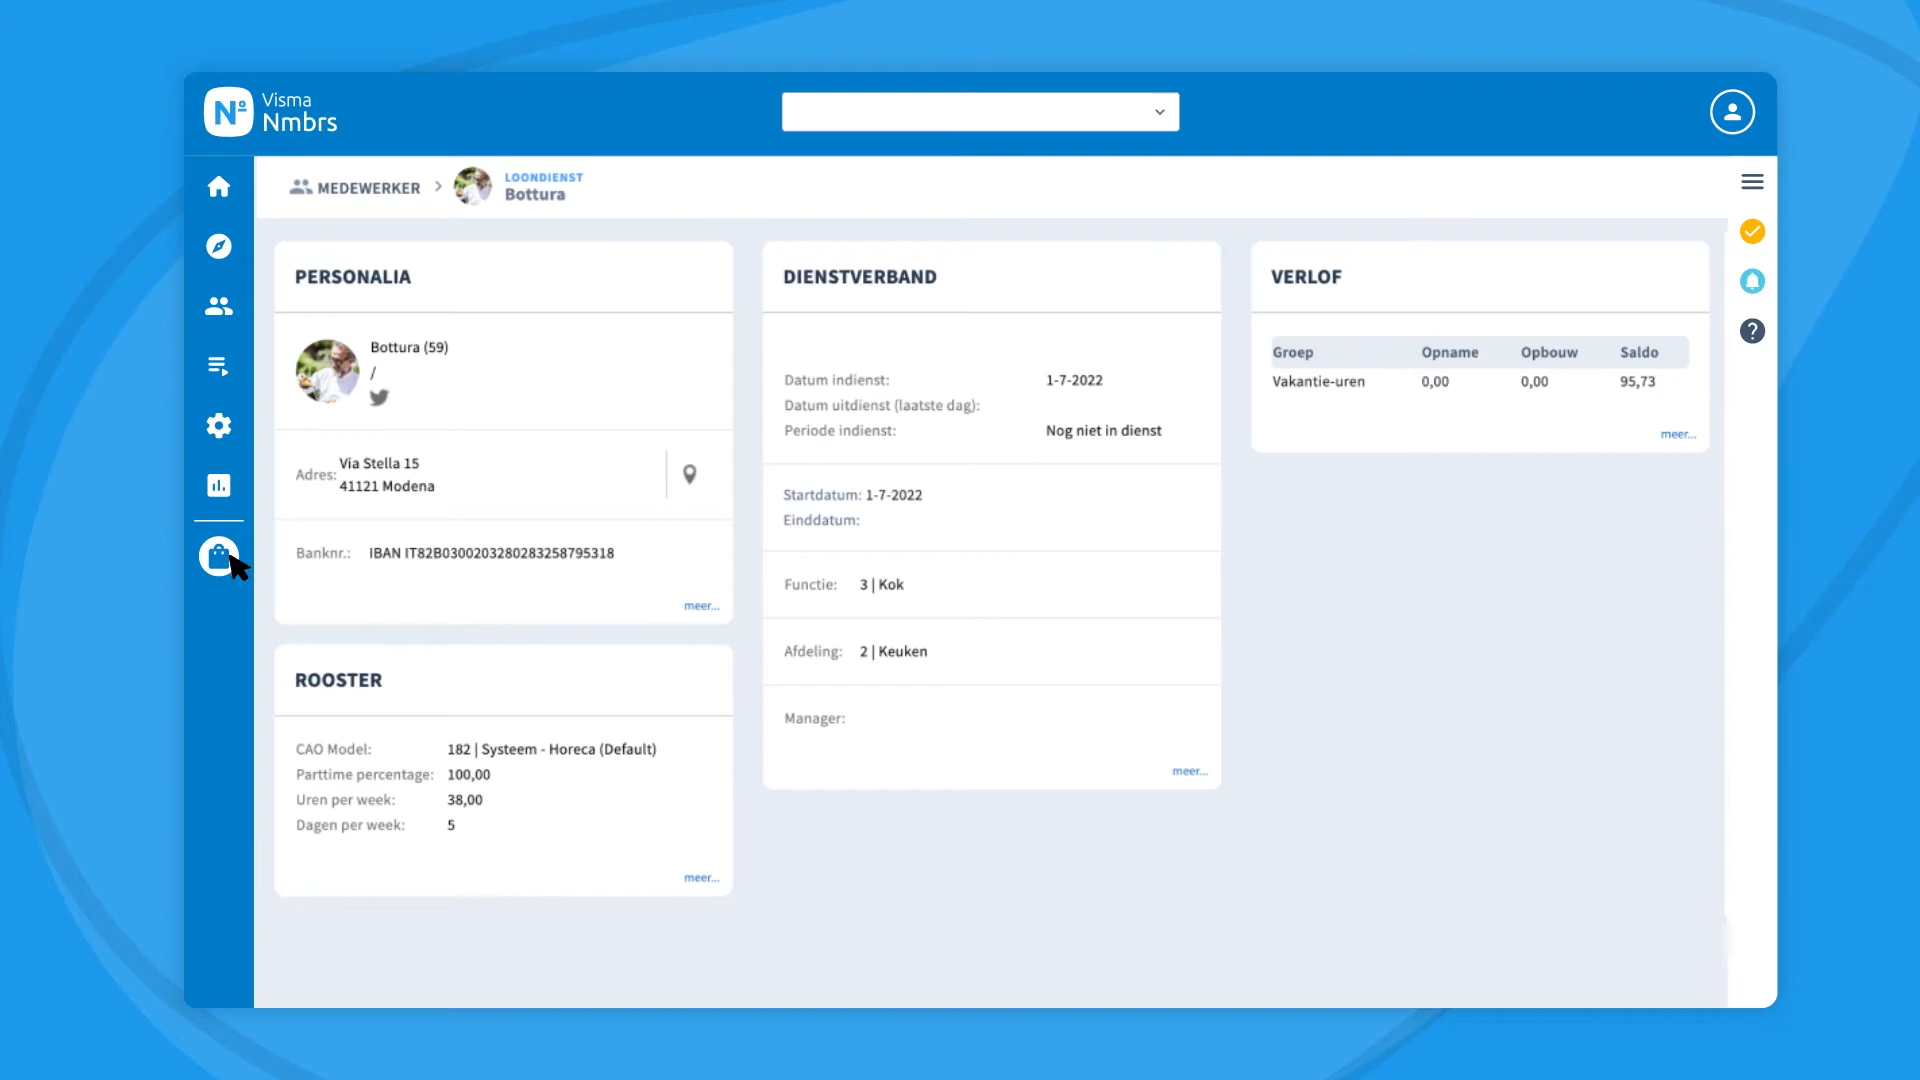 Nº Visma
Nmbrs
MEDEWERKER
LOONDIENST
Bottura
PERSONALIA
Bottura (59)
/
Adres: Via Stella 15
41121 Modena
Banknr.: IBAN IT82B0300203280283258795318
meer...
ROOSTER
CAO Model: 182 | Systeem - Horeca (Default)
Parttime percentage: 100,00
Uren per week: 38,00
Dagen per week: 5
meer...
DIENSTVERBAND
Datum indienst: 1-7-2022
Datum uitdienst (laatste dag):
Periode indienst: Nog niet in dienst
Startdatum: 1-7-2022
Einddatum:
Functie: 3 | Kok
Afdeling: 2 | Keuken
Manager:
meer...
VERLOF
Groep Opname Opbouw Saldo
Vakantie-uren 0,00 0,00 95,73
meer...